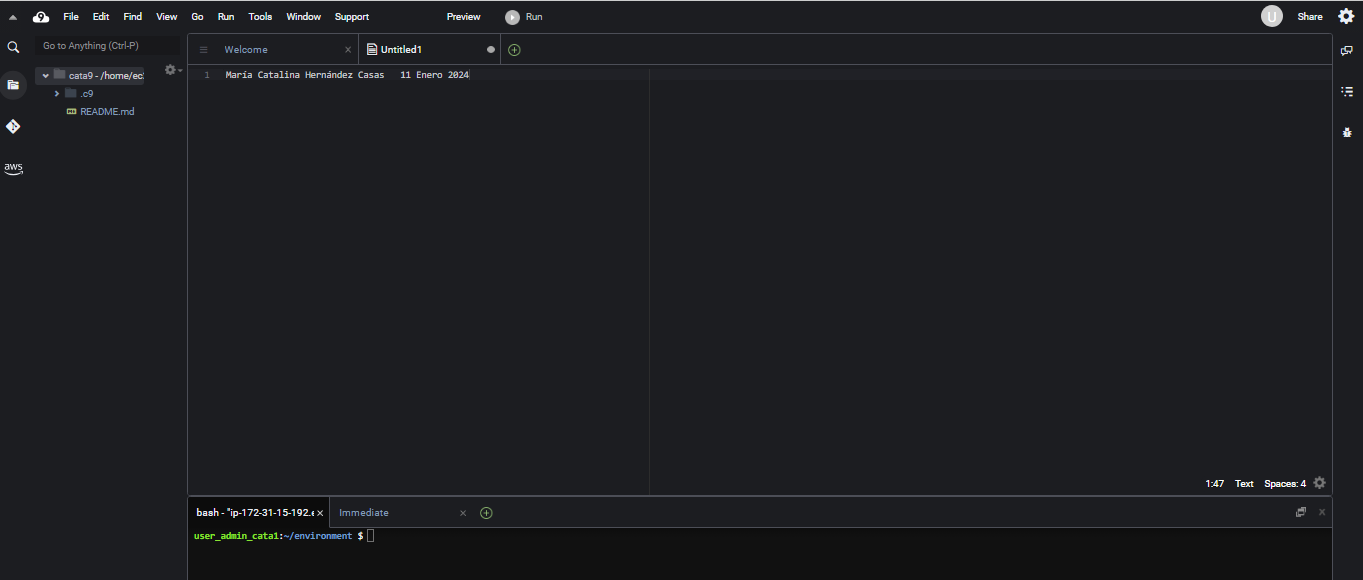 File Edit Find View Go Run Tools Window Support Preview Run U Share
Go to Anything (Ctrl-P)
Welcome Untitled1
cata9 - /home/ec2
1 María Catalina Hernández Casas 11 Enero 2024
.c9
README.md
aws
1:47 Text Spaces: 4
bash - "ip-172-31-15-192.e Immediate
user_admin_cata1:~/environment $